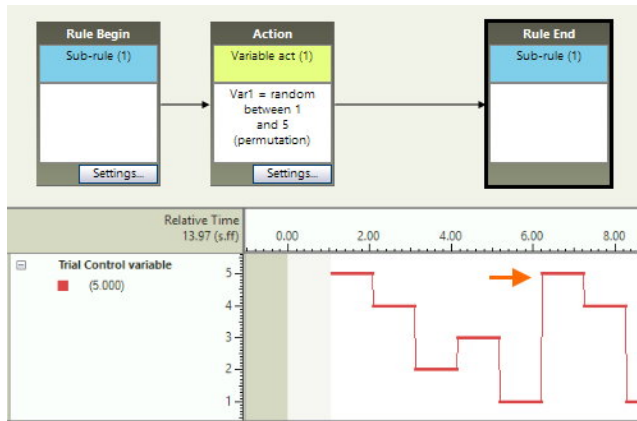 Rule Begin
Sub-rule (1)
Settings...
Action
Variable act (1)
Var1 = random
between 1
and 5
(permutation)
Settings...
Rule End
Sub-rule (1)
Relative Time
13.97 (s.ff)
0.00 2.00 4.00 6.00 8.00
Trial Control variable
(5.000)
5
4
3
2
1